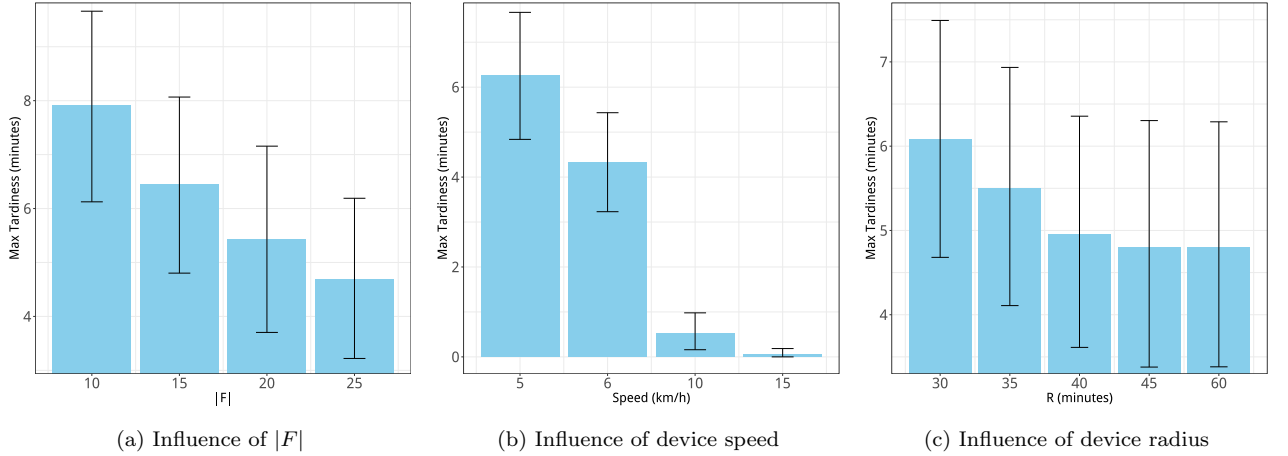 Max Tardiness (minutes)
8
6
4
10 15 20 25
|F|
(a) Influence of |F|
Max Tardiness (minutes)
6
4
2
0
5 6 10 15
Speed (km/h)
(b) Influence of device speed
Max Tardiness (minutes)
7
6
5
4
30 35 40 45 60
R (minutes)
(c) Influence of device radius